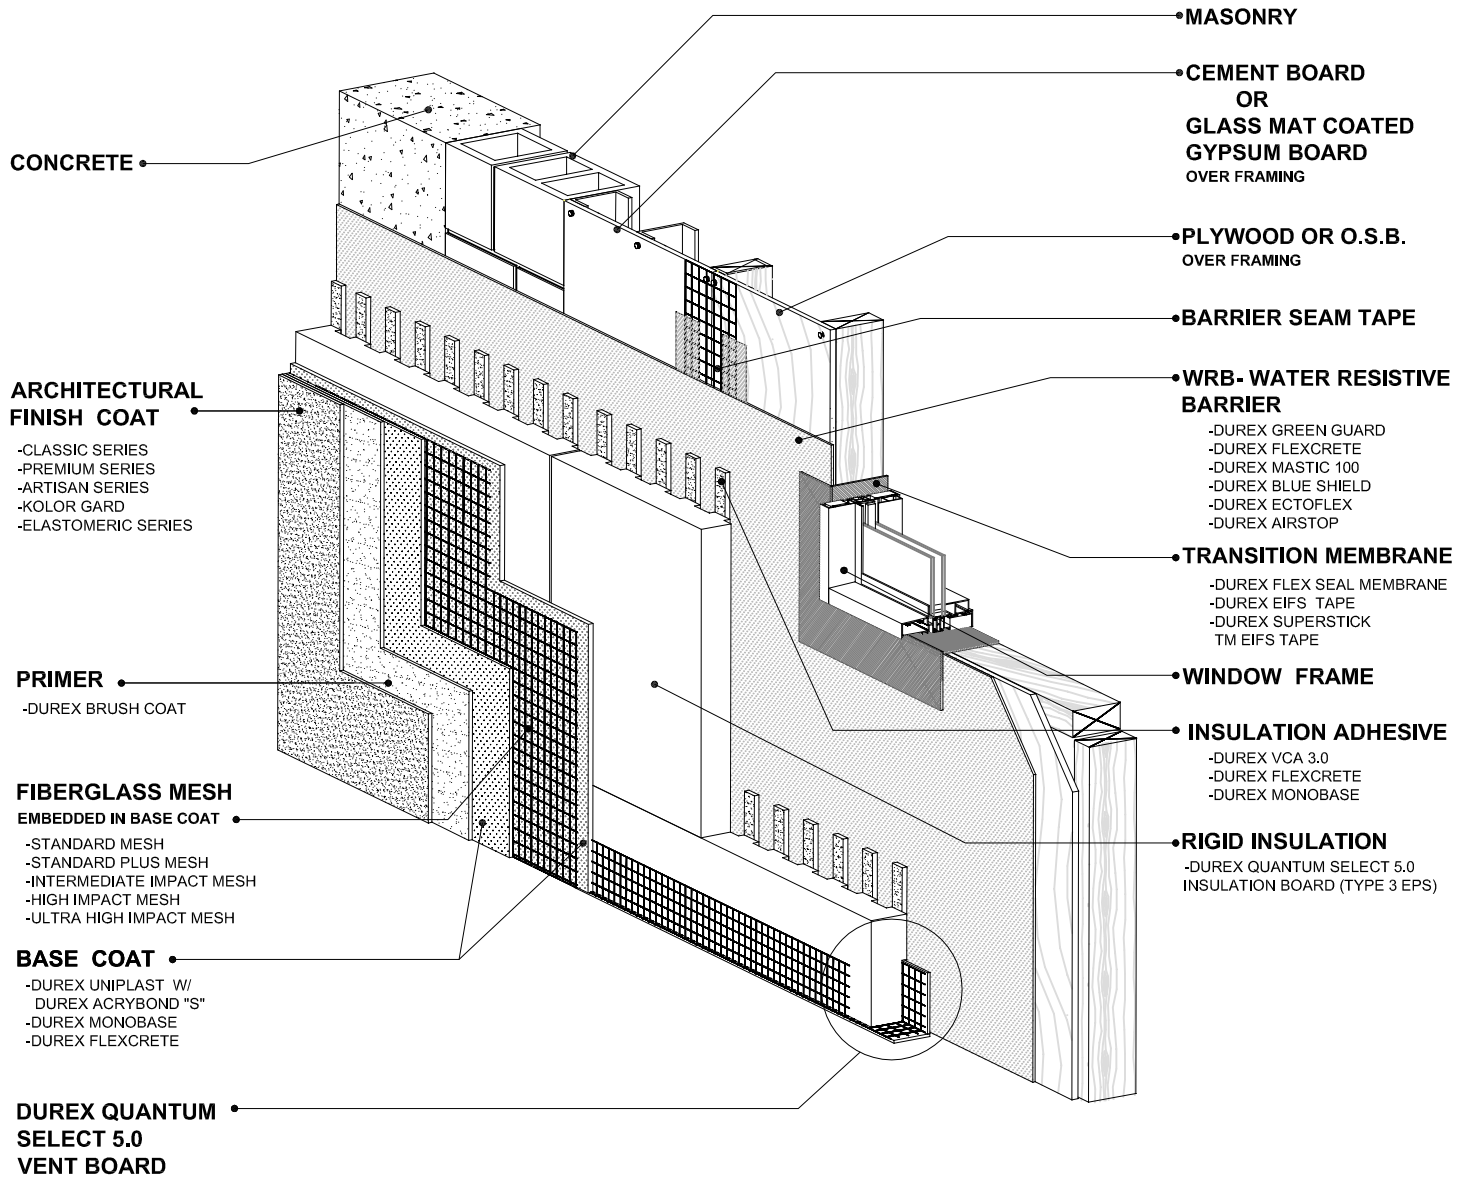 MASONRY
CEMENT BOARD
OR
GLASS MAT COATED
GYPSUM BOARD
OVER FRAMING
CONCRETE
PLYWOOD OR O.S.B.
OVER FRAMING
BARRIER SEAM TAPE
WRB- WATER RESISTIVE
BARRIER
-DUREX GREEN GUARD
-DUREX FLEXCRETE
-DUREX MASTIC 100
-DUREX BLUE SHIELD
-DUREX ECTOFLEX
-DUREX AIRSTOP
ARCHITECTURAL
FINISH COAT
-CLASSIC SERIES
-PREMIUM SERIES
-ARTISAN SERIES
-KOLOR GARD
-ELASTOMERIC SERIES
TRANSITION MEMBRANE
-DUREX FLEX SEAL MEMBRANE
-DUREX EIFS TAPE
-DUREX SUPERSTICK
TM EIFS TAPE
WINDOW FRAME
PRIMER
-DUREX BRUSH COAT
INSULATION ADHESIVE
-DUREX VCA 3.0
-DUREX FLEXCRETE
-DUREX MONOBASE
FIBERGLASS MESH
EMBEDDED IN BASE COAT
-STANDARD MESH
-STANDARD PLUS MESH
-INTERMEDIATE IMPACT MESH
-HIGH IMPACT MESH
-ULTRA HIGH IMPACT MESH
RIGID INSULATION
-DUREX QUANTUM SELECT 5.0
INSULATION BOARD (TYPE 3 EPS)
BASE COAT
-DUREX UNIPLAST W/
DUREX ACRYBOND "S"
-DUREX MONOBASE
-DUREX FLEXCRETE
DUREX QUANTUM
SELECT 5.0
VENT BOARD